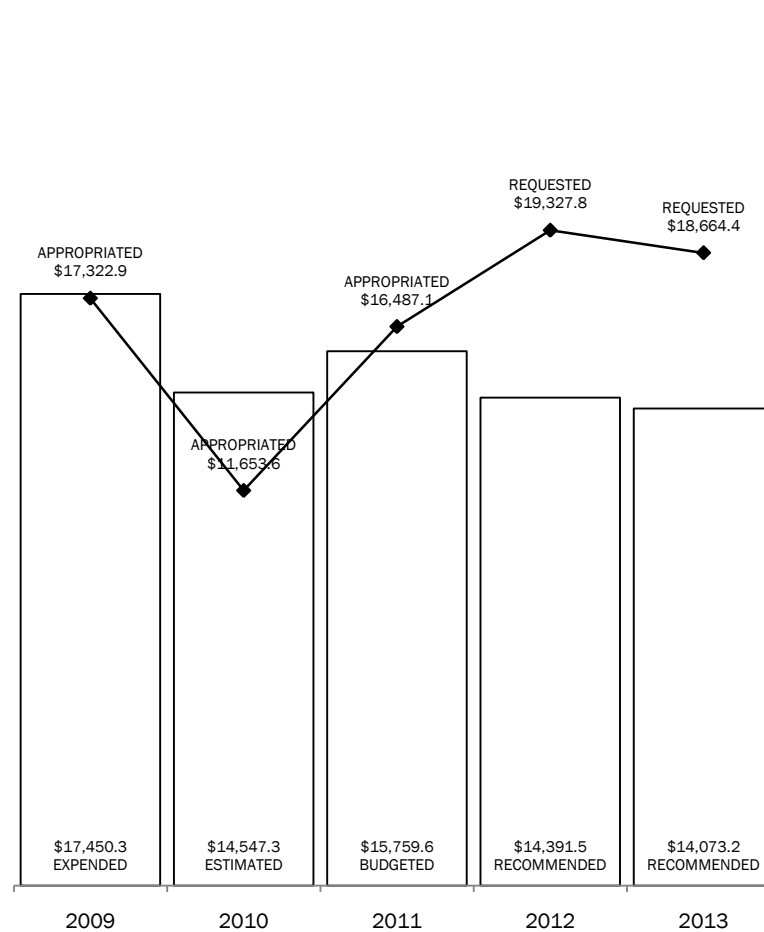 REQUESTED
$19,327.8
REQUESTED
$18,664.4
APPROPRIATED
$17,322.9
APPROPRIATED
$16,487.1
APPROPRIATED
$11,653.6
$17,450.3
EXPENDED
$14,547.3
ESTIMATED
$15,759.6
BUDGETED
$14,391.5
RECOMMENDED
$14,073.2
RECOMMENDED
2009
2010
2011
2012
2013